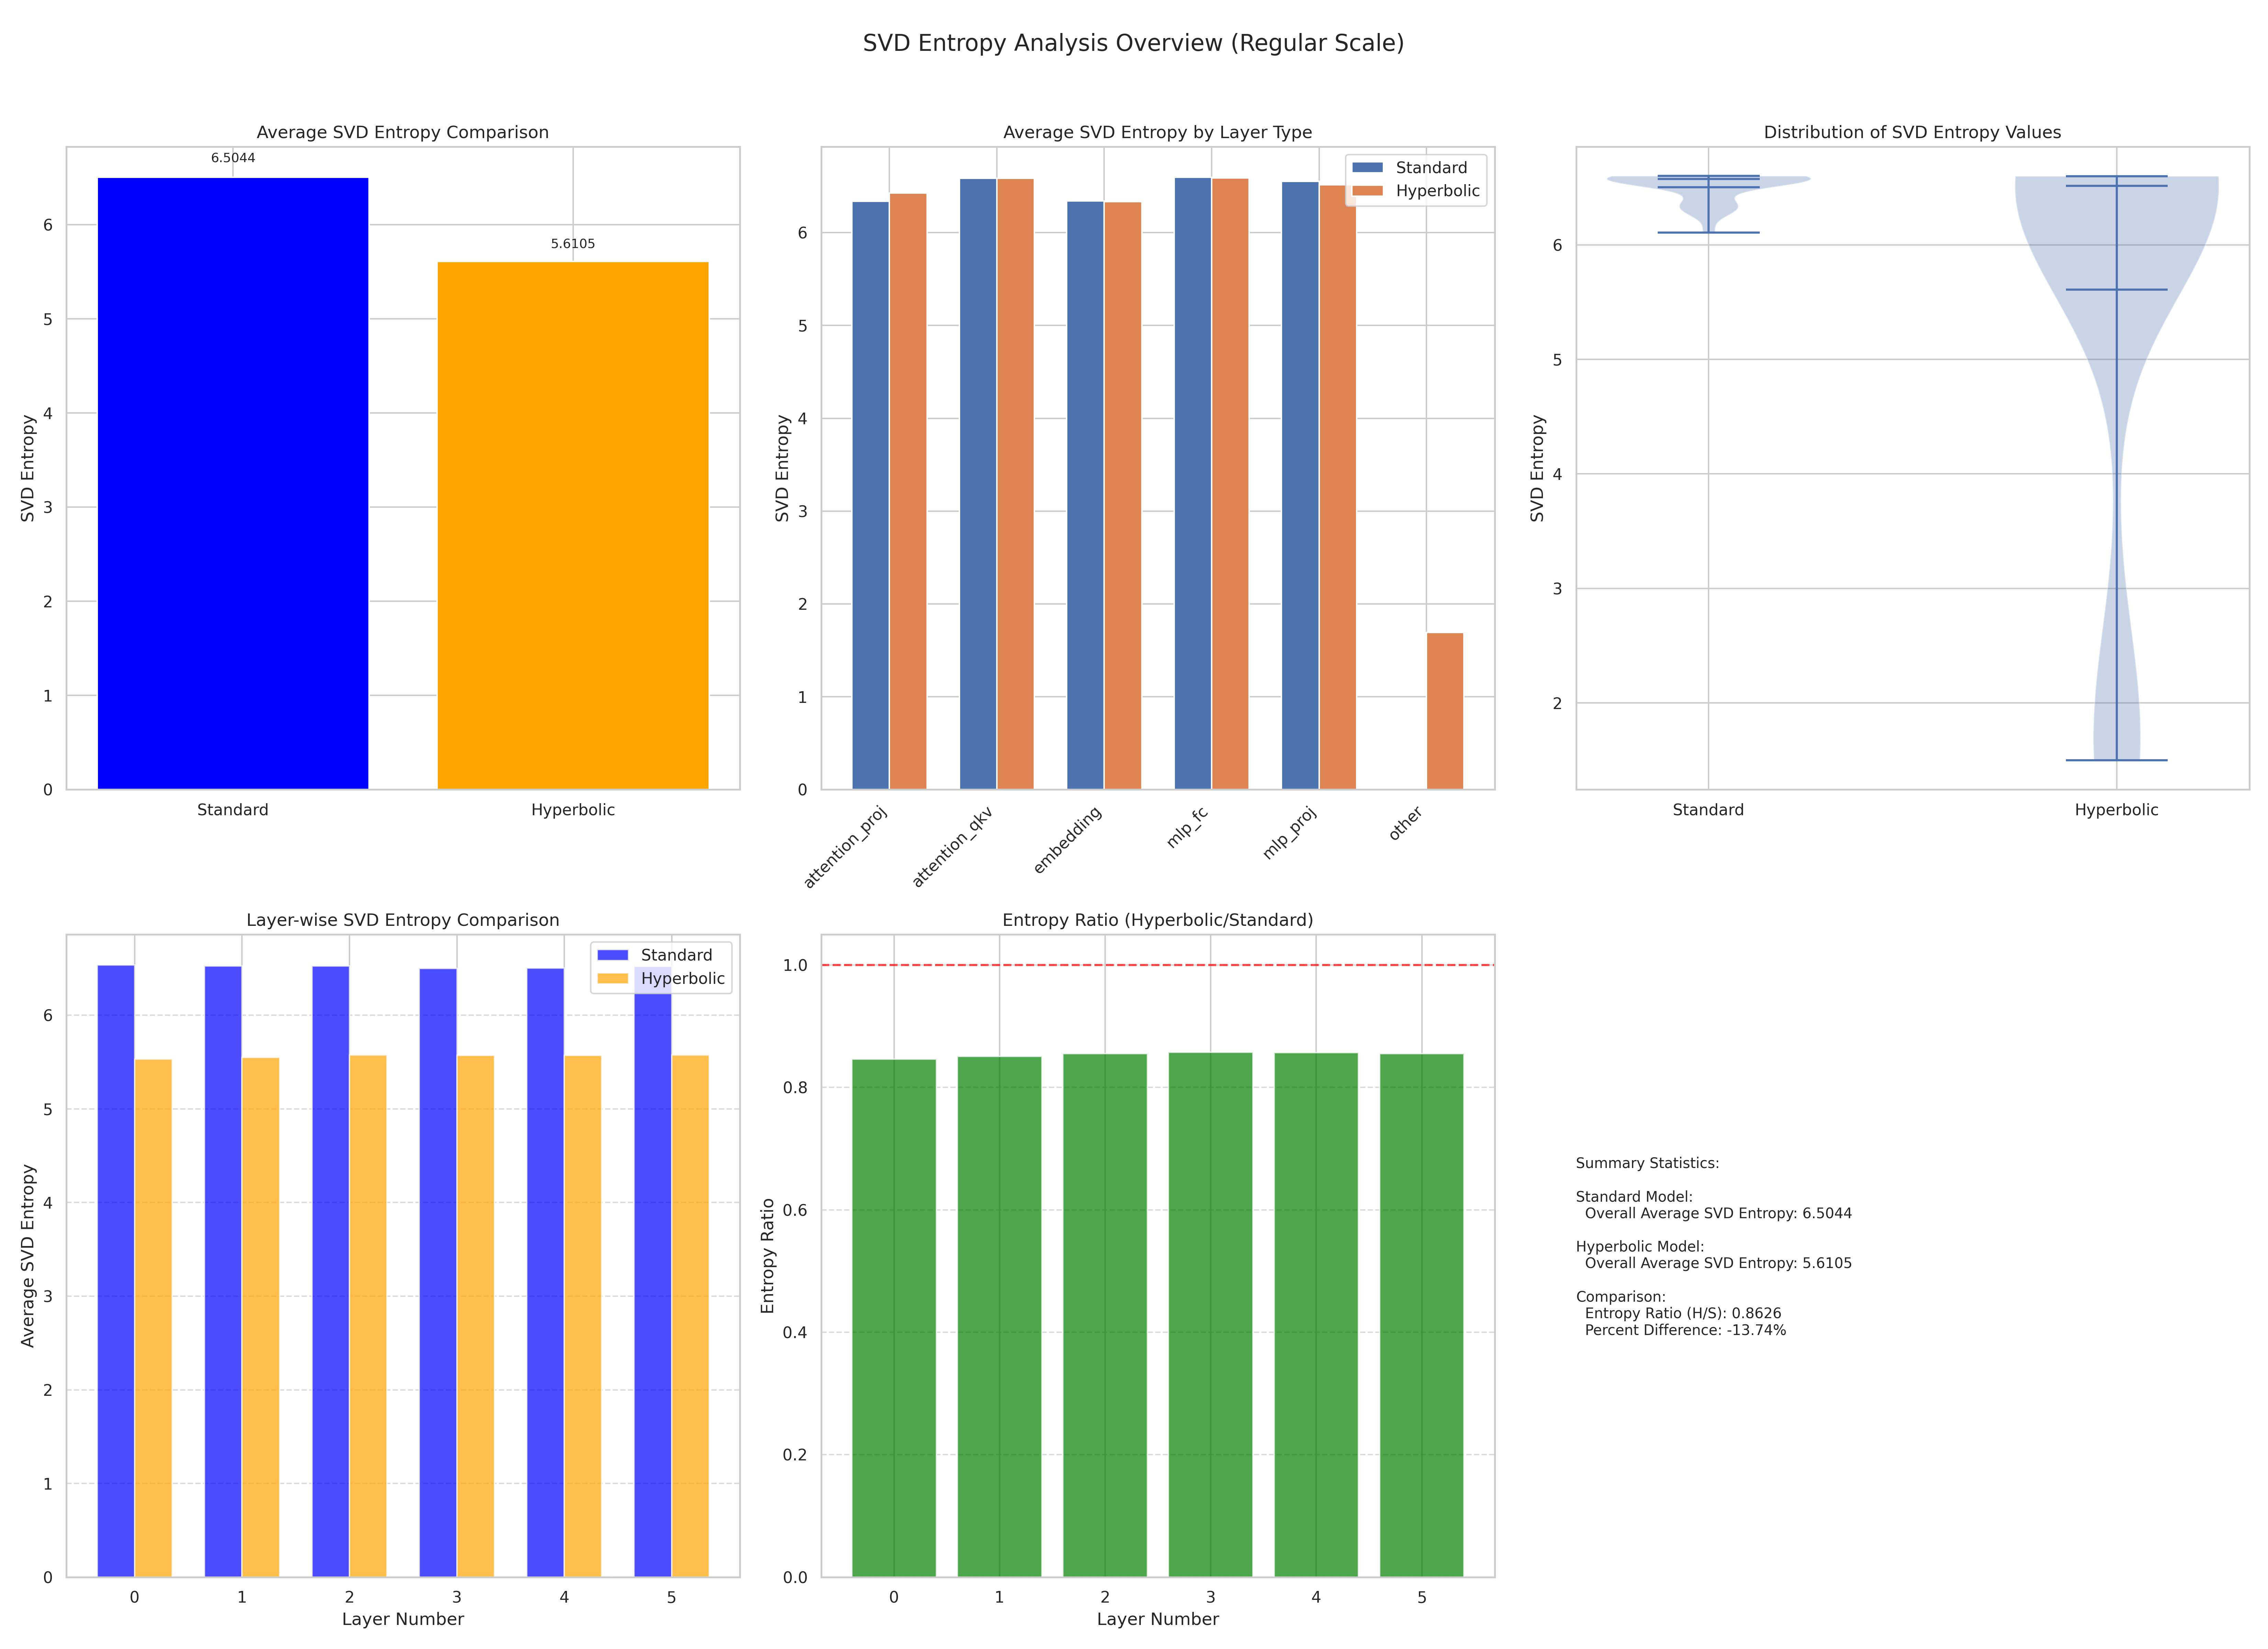 SVD Entropy Analysis Overview (Regular Scale)
Average SVD Entropy Comparison
6.5044
5.6105
SVD Entropy
6
5
4
3
2
1
0
Standard
Hyperbolic
Average SVD Entropy by Layer Type
Standard
Hyperbolic
SVD Entropy
6
5
4
3
2
1
0
attention_proj
attention_qkv
embedding
mlp_fc
mlp_proj
other
Distribution of SVD Entropy Values
SVD Entropy
6
5
4
3
2
Standard
Hyperbolic
Layer-wise SVD Entropy Comparison
Standard
Hyperbolic
Average SVD Entropy
6
5
4
3
2
1
0
0
1
2
3
4
5
Layer Number
Entropy Ratio (Hyperbolic/Standard)
Entropy Ratio
1.0
0.8
0.6
0.4
0.2
0.0
0
1
2
3
4
5
Layer Number
Summary Statistics:
Standard Model:
Overall Average SVD Entropy: 6.5044
Hyperbolic Model:
Overall Average SVD Entropy: 5.6105
Comparison:
Entropy Ratio (H/S): 0.8626
Percent Difference: -13.74%